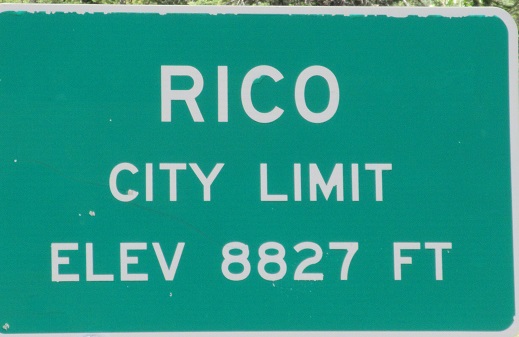 RICO
CITY LIMIT
ELEV 8827 FT